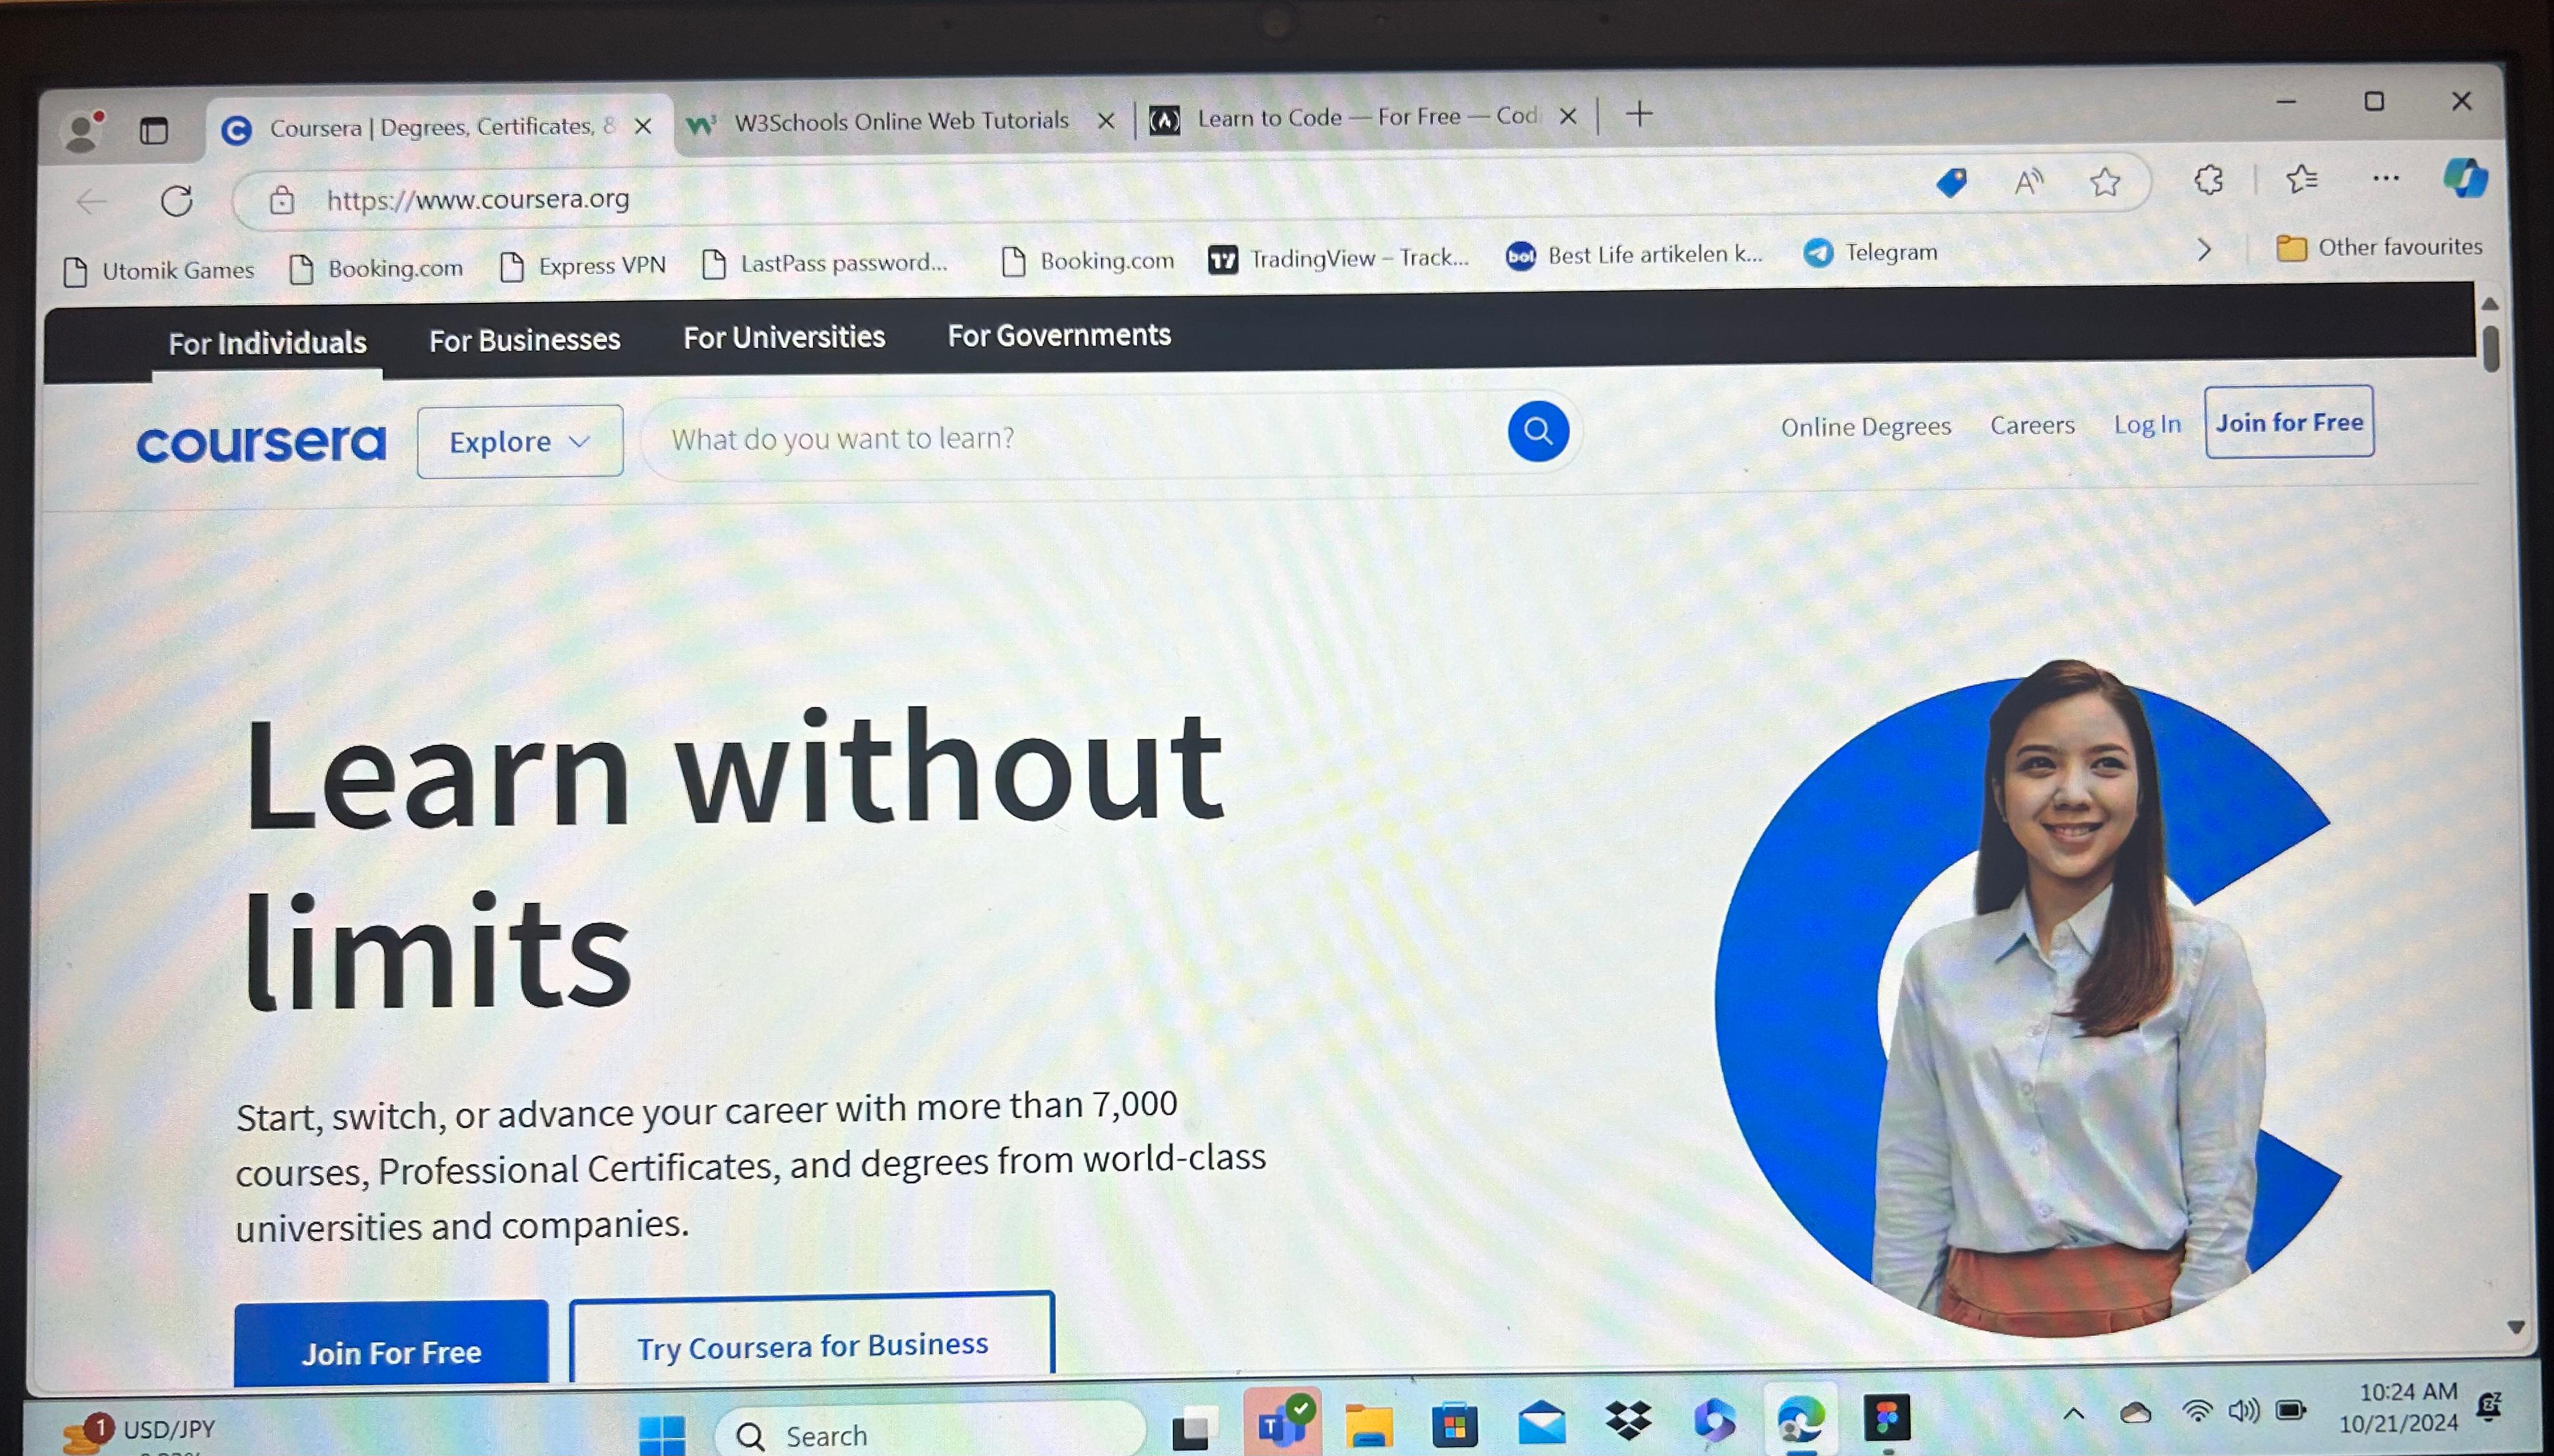 Coursera | Degrees, Certificates, &
W3Schools Online Web Tutorials
Learn to Code — For Free — Cod
https://www.coursera.org
Utomik Games
Booking.com
Express VPN
LastPass password...
Booking.com
TradingView – Track...
bol
Best Life artikelen k...
Telegram
Other favourites
For Individuals
For Businesses
For Universities
For Governments
coursera
Explore
What do you want to learn?
Online Degrees
Careers
Log In
Join for Free
Learn without
limits
Start, switch, or advance your career with more than 7,000
courses, Professional Certificates, and degrees from world-class
universities and companies.
Join For Free
Try Coursera for Business
1
USD/JPY
Search
10:24 AM
10/21/2024